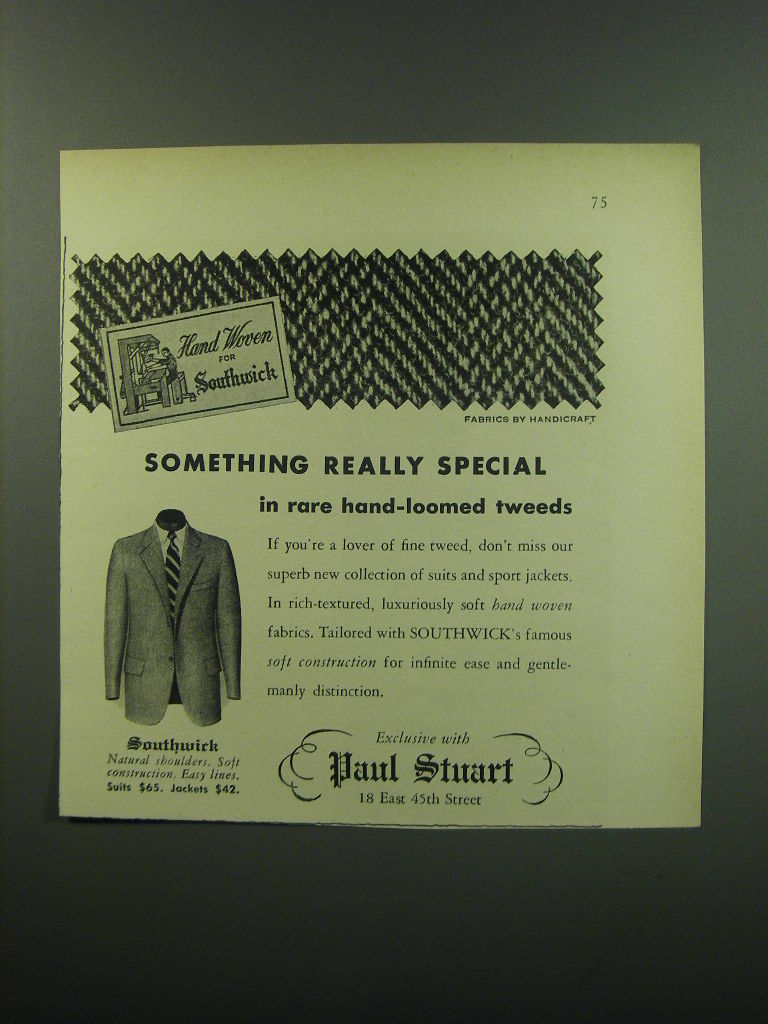 75
Hand Woven
FOR
Southwick
FABRICS BY HANDICRAFT
SOMETHING REALLY SPECIAL
in rare hand-loomed tweeds
If you're a lover of fine tweed, don't miss our
superb new collection of suits and sport jackets.
In rich-textured, luxuriously soft hand woven
fabrics. Tailored with SOUTHWICK's famous
soft construction for infinite ease and gentle-
manly distinction.
Southwick
Natural shoulders. Soft
construction. Easy lines.
Suits $65. Jackets $42.
Exclusive with
Paul Stuart
18 East 45th Street